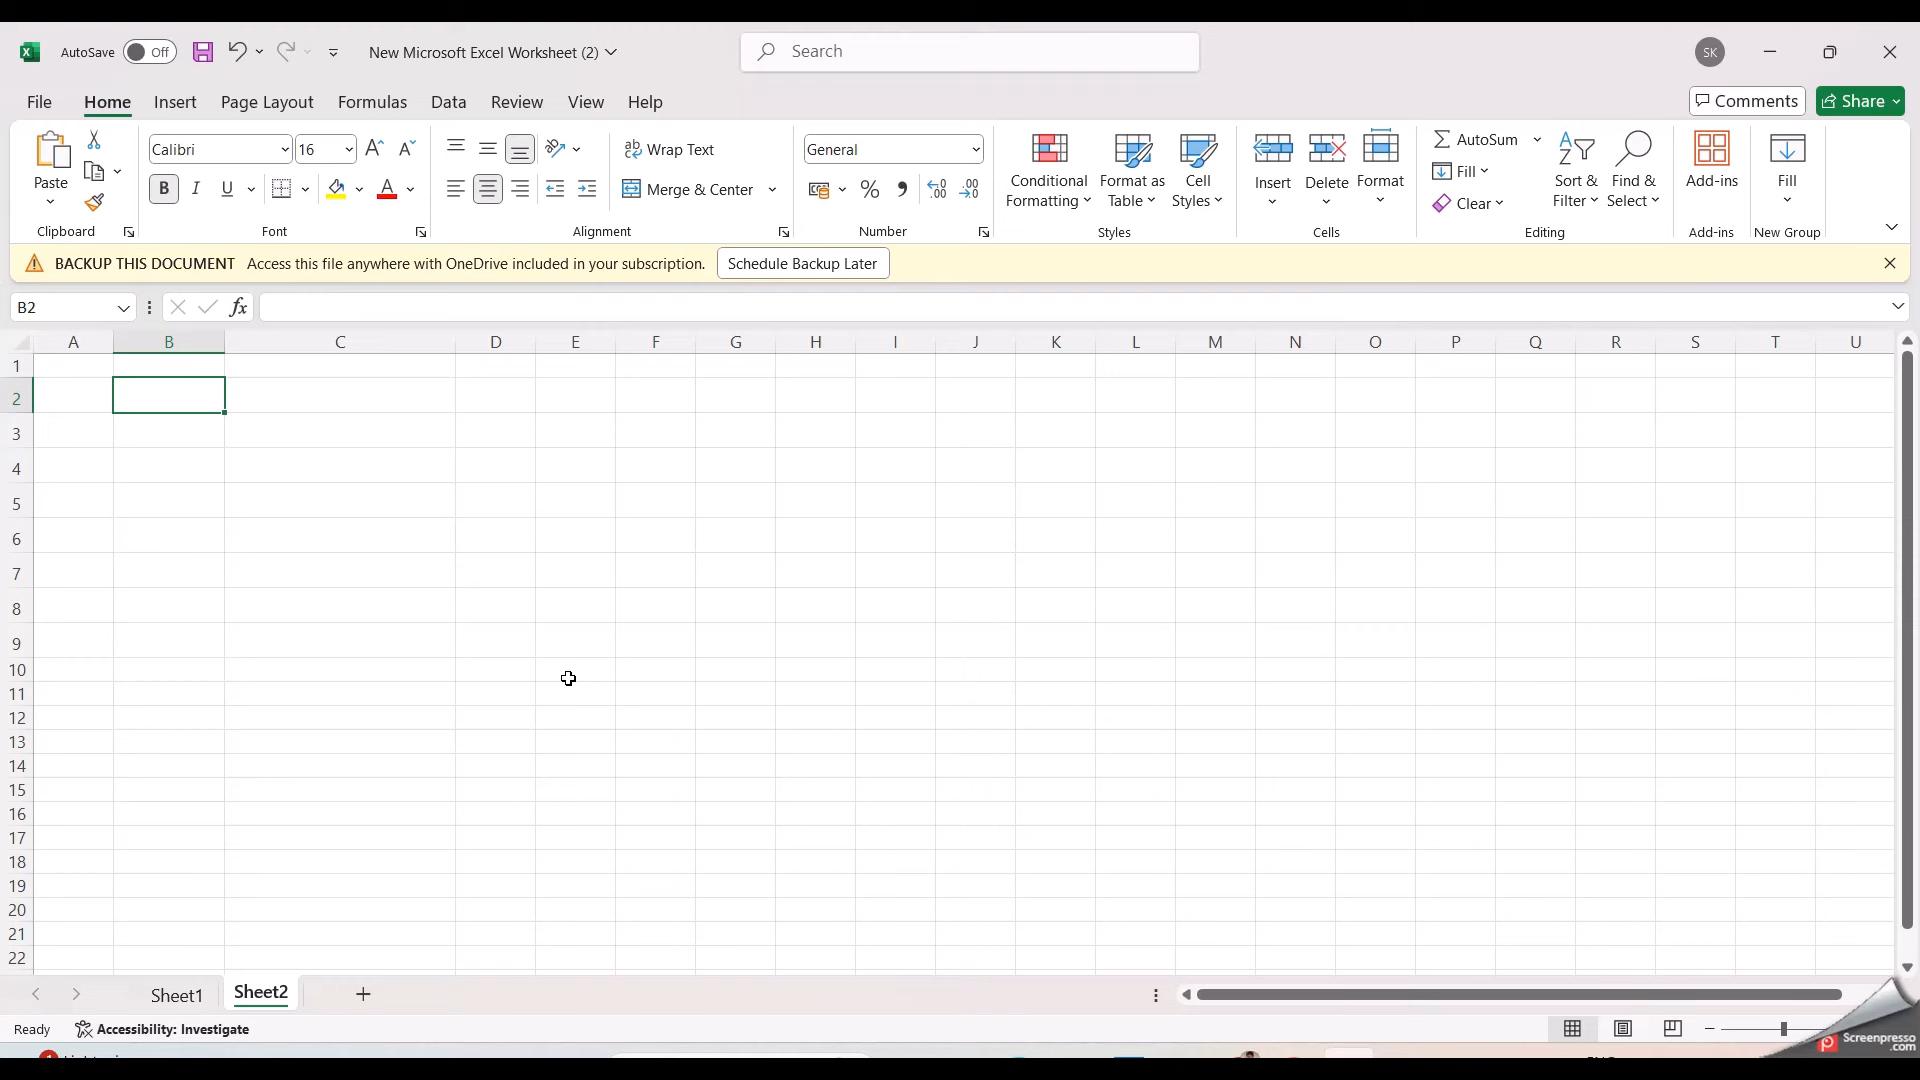 AutoSave Off New Microsoft Excel Worksheet (2) Search SK
File Home Insert Page Layout Formulas Data Review View Help Comments Share
Calibri 16 Wrap Text General AutoSum
Paste Conditional Formatting Format as Table Cell Styles Insert Delete Format Fill Sort & Filter Find & Select Add-ins Fill
B I U A Merge & Center % Clear
Clipboard Font Alignment Number Styles Cells Editing Add-ins New Group
BACKUP THIS DOCUMENT Access this file anywhere with OneDrive included in your subscription. Schedule Backup Later
B2 fx
A B C D E F G H I J K L M N O P Q R S T U
1
2
3
4
5
6
7
8
9
10
11
12
13
14
15
16
17
18
19
20
21
22
Sheet1 Sheet2
Ready Accessibility: Investigate
Screenpresso
.com